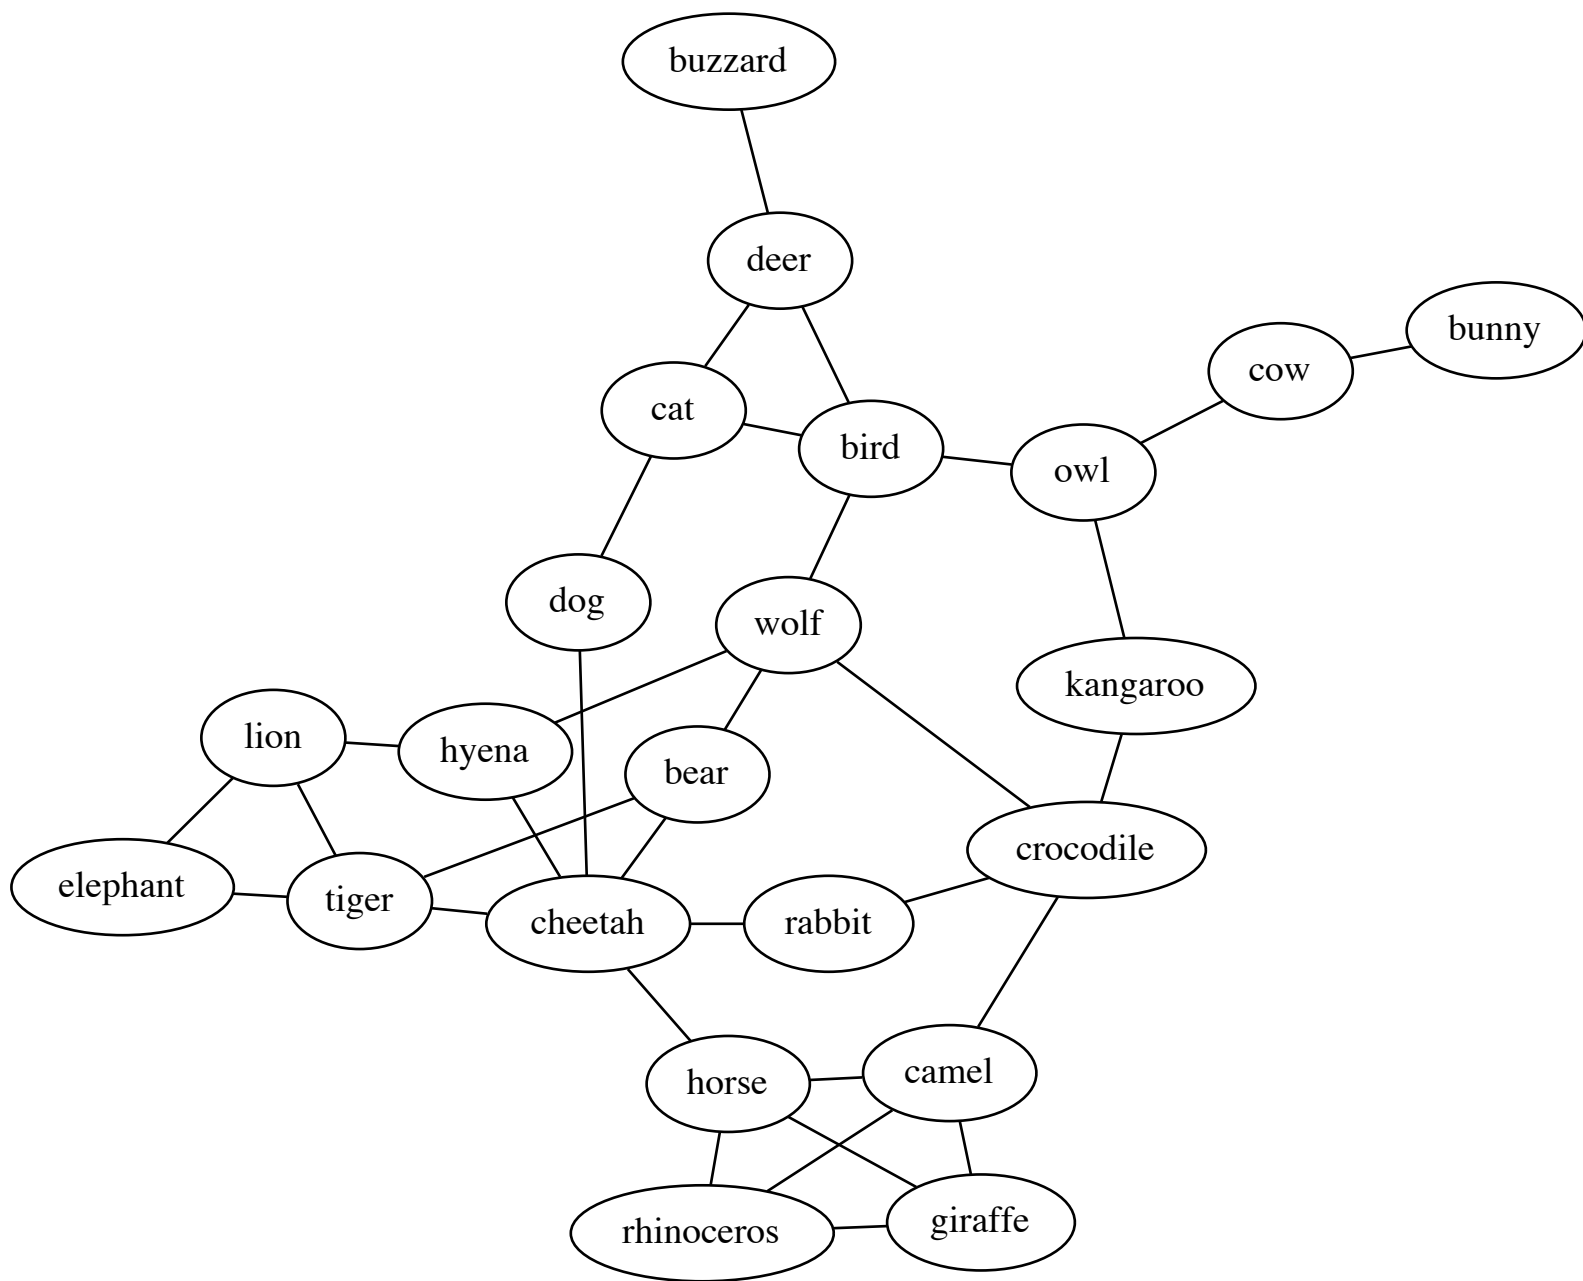 buzzard
deer
bunny
cow
cat
bird
owl
dog
wolf
kangaroo
lion
hyena
bear
crocodile
elephant
tiger
cheetah
rabbit
horse
camel
rhinoceros
giraffe